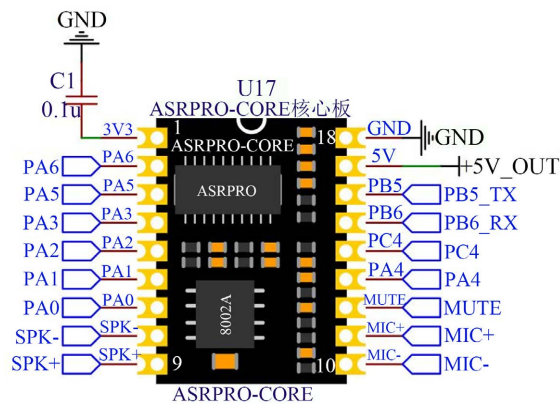 GND
C1
0.1u
U17
ASRPRO-CORE核心板
3V3 1 18 GND GND
ASRPRO-CORE
PA6 PA6 5V +5V_OUT
PA5 PA5 ASRPRO PB5 PB5_TX
PA3 PA3 PB6 PB6_RX
PA2 PA2 PC4 PC4
PA1 PA1 PA4 PA4
PA0 PA0 MUTE MUTE
8002A
SPK- SPK- MIC+ MIC+
SPK+ SPK+ 9 10 MIC- MIC-
ASRPRO-CORE